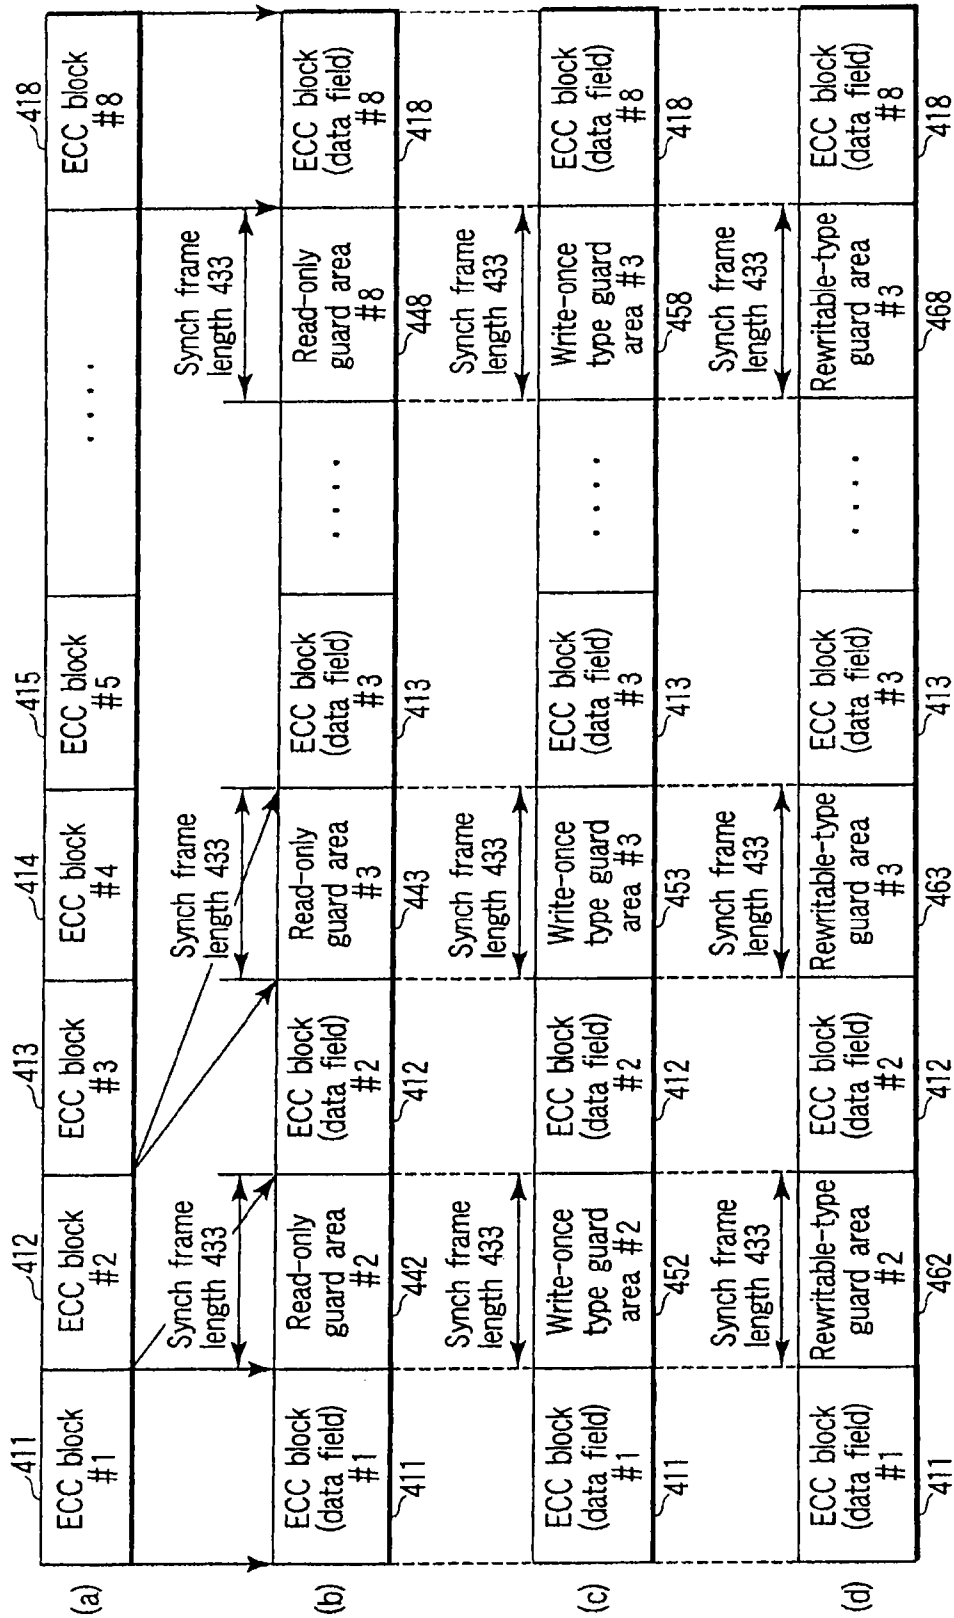 (a)
411
ECC block
#1
412
ECC block
#2
413
ECC block
#3
414
ECC block
#4
415
ECC block
#5
. . . .
418
ECC block
#8
Synch frame
length 433
Synch frame
length 433
Synch frame
length 433
(b)
ECC block
(data field)
#1
411
Read-only
guard area
#2
442
ECC block
(data field)
#2
412
Read-only
guard area
#3
443
ECC block
(data field)
#3
413
. . . .
Read-only
guard area
#8
448
ECC block
(data field)
#8
418
Synch frame
length 433
Synch frame
length 433
Synch frame
length 433
(c)
ECC block
(data field)
#1
411
Write-once
type guard
area #2
452
ECC block
(data field)
#2
412
Write-once
type guard
area #3
453
ECC block
(data field)
#3
413
. . . .
Write-once
type guard
area #3
458
ECC block
(data field)
#8
418
Synch frame
length 433
Synch frame
length 433
Synch frame
length 433
(d)
ECC block
(data field)
#1
411
Rewritable-type
guard area
#2
462
ECC block
(data field)
#2
412
Rewritable-type
guard area
#3
463
ECC block
(data field)
#3
413
. . . .
Rewritable-type
guard area
#3
468
ECC block
(data field)
#8
418